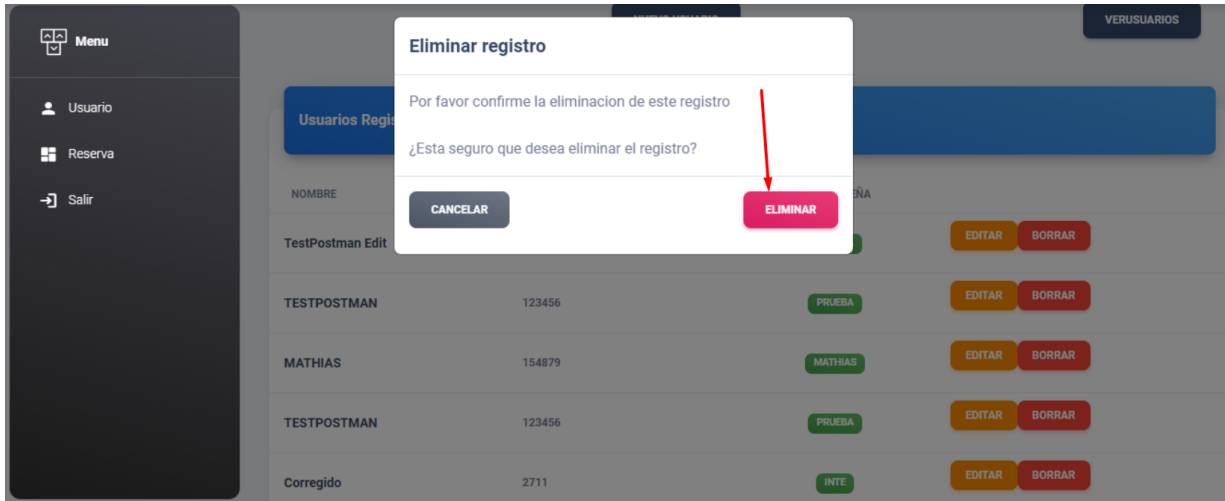 Menu
VERUSUARIOS
Eliminar registro
Por favor confirme la eliminacion de este registro
¿Esta seguro que desea eliminar el registro?
CANCELAR
ELIMINAR
Usuario
Reserva
Salir
Usuarios Regis
NOMBRE
EÑA
TestPostman Edit
EDITAR BORRAR
TESTPOSTMAN 123456 PRUEBA EDITAR BORRAR
MATHIAS 154879 MATHIAS EDITAR BORRAR
TESTPOSTMAN 123456 PRUEBA EDITAR BORRAR
Corregido 2711 INTE EDITAR BORRAR